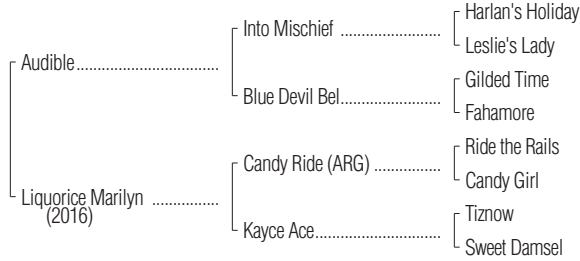 Harlan's Holiday
Into Mischief ....................
Leslie's Lady
Audible.............................
Gilded Time
Blue Devil Bel....................
Fahamore
Ride the Rails
Candy Ride (ARG) .............
Candy Girl
Liquorice Marilyn .............
(2016)
Tiznow
Kayce Ace.........................
Sweet Damsel